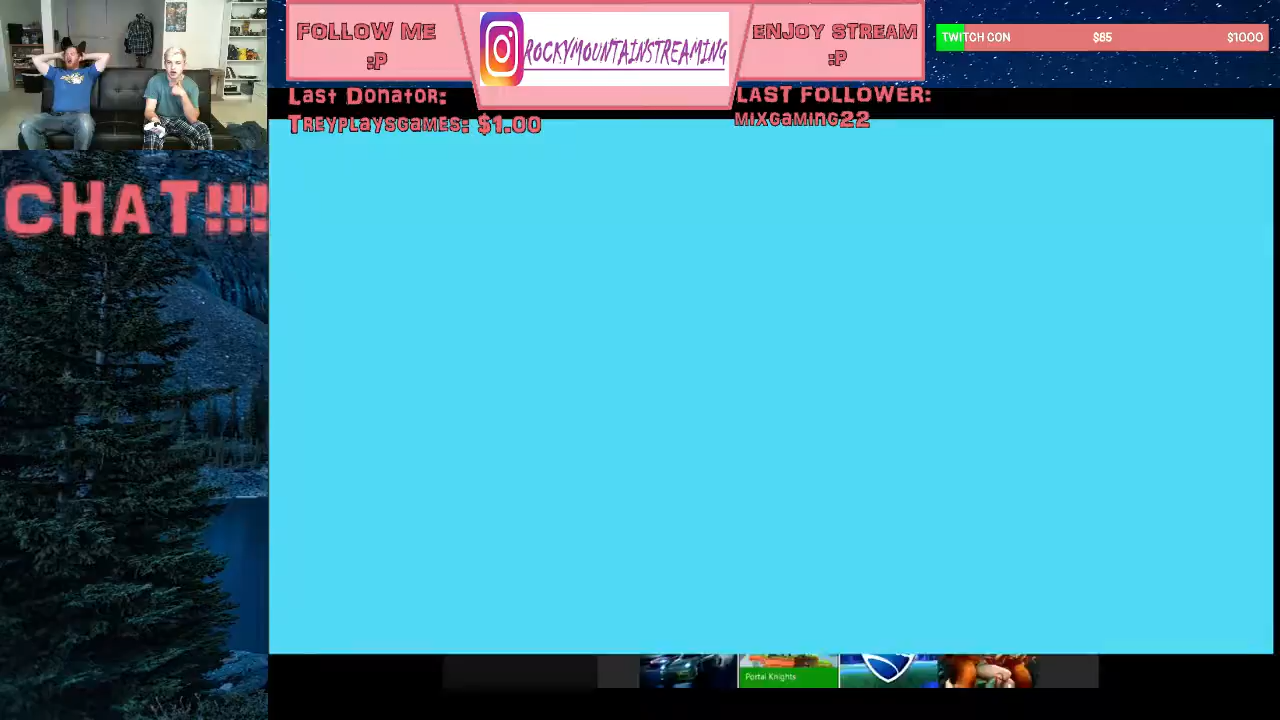 FOLLOW ME
:P
ROCKYMOUNTAINSTREAMING
ENJOY STREAM
:P
TWITCH CON $85 $1000
Last Donator:
Treyplaysgames: $1.00
LAST FOLLOWER:
mixgaming22
CHAT!!!
Portal Knights